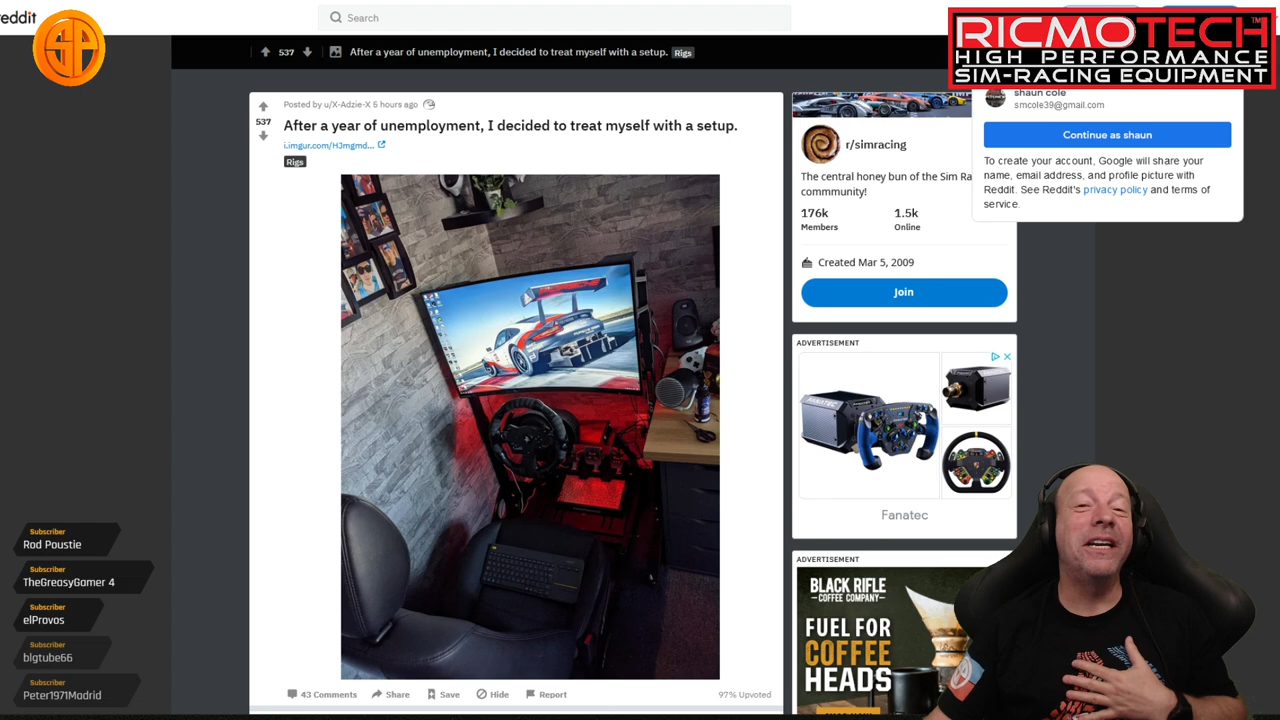 reddit
SP
Search
RICMOTECH™
HIGH PERFORMANCE
SIM-RACING EQUIPMENT
537
After a year of unemployment, I decided to treat myself with a setup.
Rigs
shaun cole
smcole39@gmail.com
Continue as shaun
To create your account, Google will share your
name, email address, and profile picture with
Reddit. See Reddit's privacy policy and terms of
service.
Posted by u/X-Adzie-X 5 hours ago
537
After a year of unemployment, I decided to treat myself with a setup.
i.imgur.com/HJmgmd...
Rigs
r/simracing
The central honey bun of the Sim Ra
commmunity!
176k
1.5k
Members
Online
Created Mar 5, 2009
Join
ADVERTISEMENT
FANATEC
Fanatec
ADVERTISEMENT
BLACK RIFLE
COFFEE COMPANY
FUEL FOR
COFFEE
HEADS
43 Comments
Share
Save
Hide
Report
97% Upvoted
Subscriber
Rod Poustie
Subscriber
TheGreasyGamer 4
Subscriber
elProvos
Subscriber
blgtube66
Subscriber
Peter1971Madrid